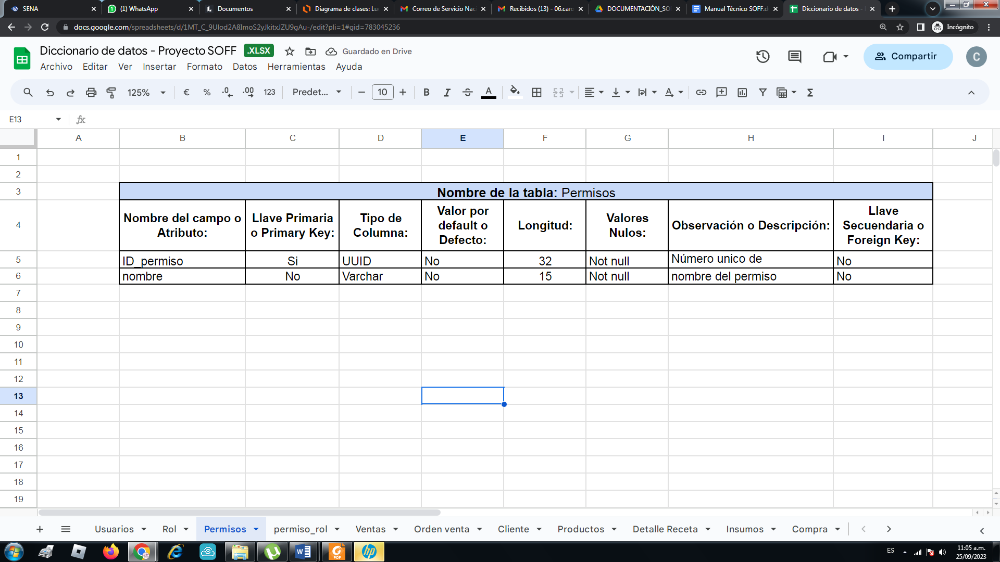 SENA
(1) WhatsApp
Documentos
Diagrama de clases: Lu
Correo de Servicio Nac
Recibidos (13) - 06.caro
DOCUMENTACIÓN_SO
Manual Técnico SOFF.d
Diccionario de datos -
docs.google.com/spreadsheets/d/1MT_C_9Ulod2A8ImoS2yJkitxJZU9gAu-/edit?pli=1#gid=783045236
Incógnito
Diccionario de datos - Proyecto SOFF .XLSX Guardado en Drive
Archivo Editar Ver Insertar Formato Datos Herramientas Ayuda
Compartir
C
125% € % .0 .00 123 Predet... 10 B I S A
E13 fx
A B C D E F G H I J
1
2
3 Nombre de la tabla: Permisos
4
Nombre del campo o
Atributo:
Llave Primaria
o Primary Key:
Tipo de
Columna:
Valor por
default o
Defecto:
Longitud:
Valores
Nulos:
Observación o Descripción:
Llave
Secuendaria o
Foreign Key:
5 ID_permiso Si UUID No 32 Not null Número unico de No
6 nombre No Varchar No 15 Not null nombre del permiso No
7
8
9
10
11
12
13
14
15
16
17
18
19
Usuarios Rol Permisos permiso_rol Ventas Orden venta Cliente Productos Detalle Receta Insumos Compra
ES
11:05 a.m.
25/09/2023